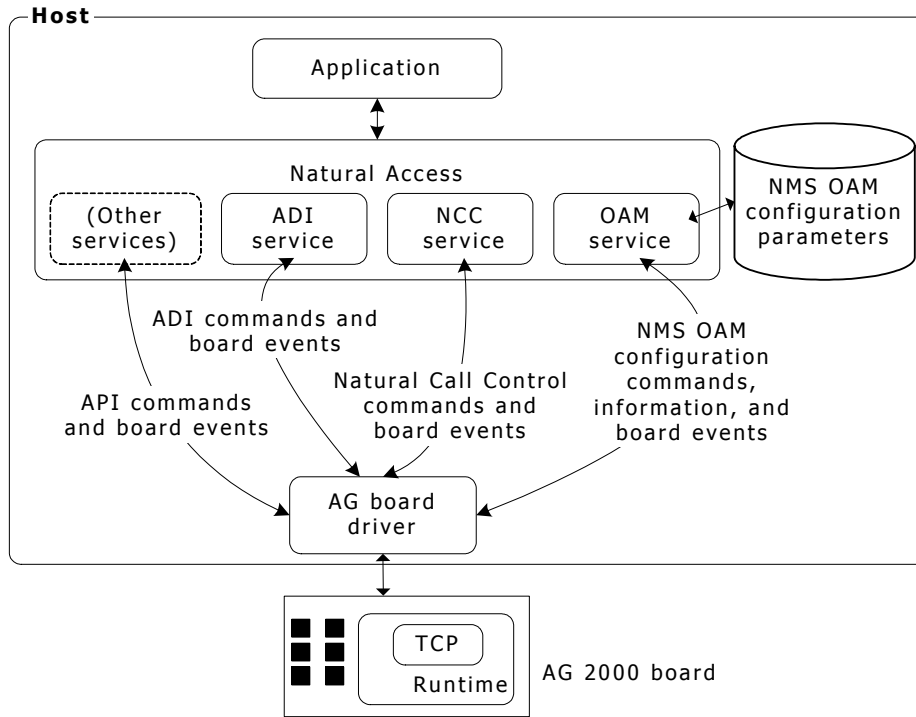 Host
Application
Natural Access
(Other
services)
ADI
service
NCC
service
OAM
service
NMS OAM
configuration
parameters
ADI commands and
board events
NMS OAM
configuration
commands,
information, and
board events
Natural Call Control
commands and
board events
API commands
and board events
AG board
driver
TCP
Runtime
AG 2000 board